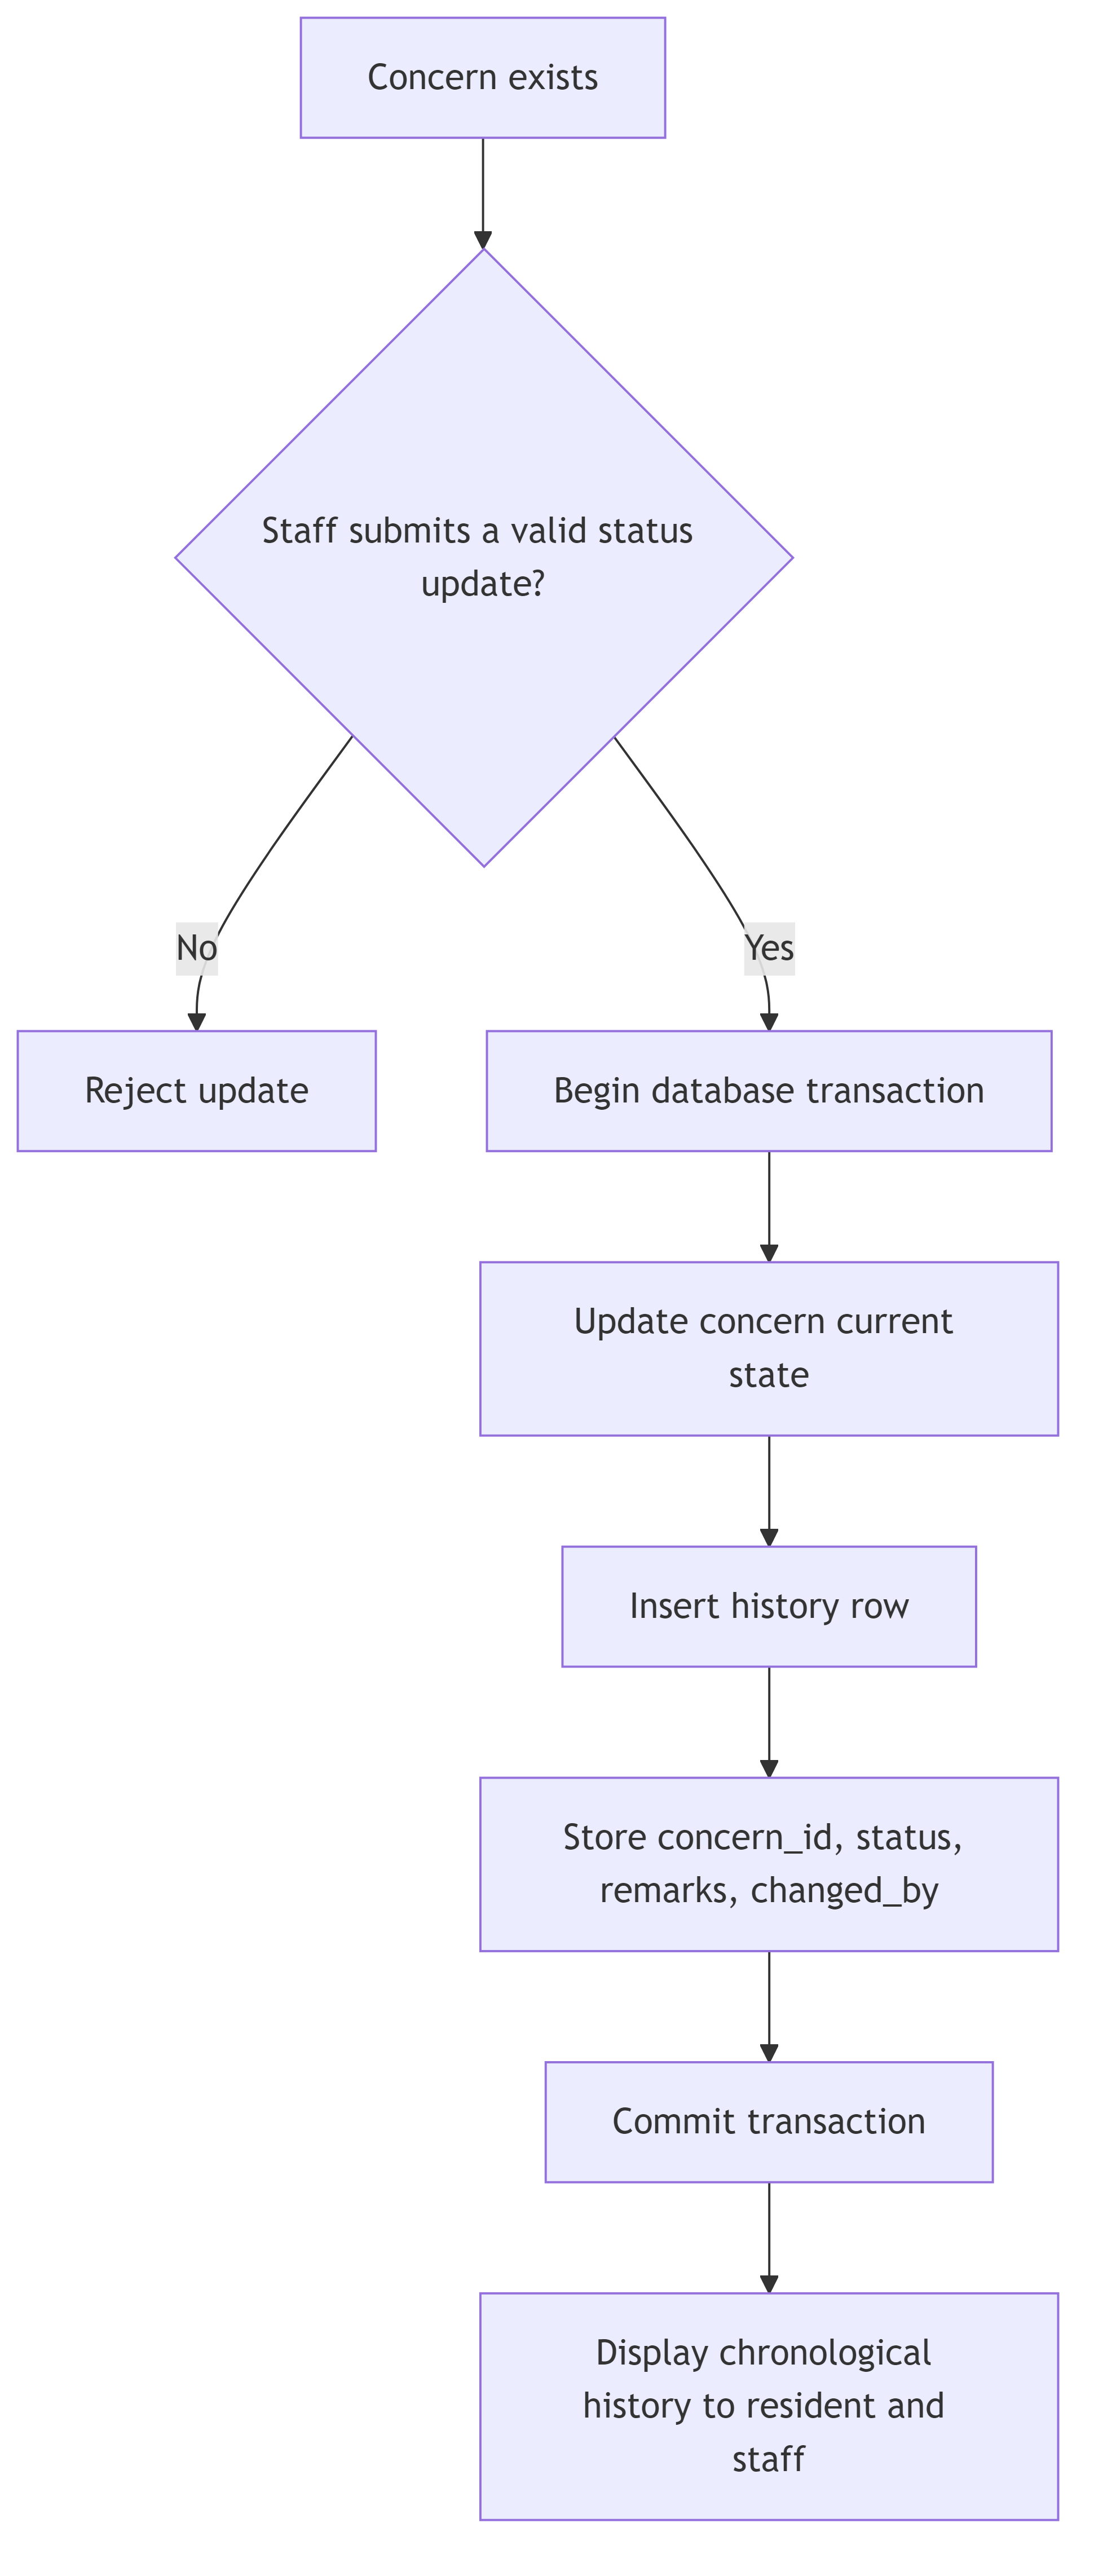 Concern exists
Staff submits a valid status
update?
No
Yes
Reject update
Begin database transaction
Update concern current
state
Insert history row
Store concern_id, status,
remarks, changed_by
Commit transaction
Display chronological
history to resident and
staff